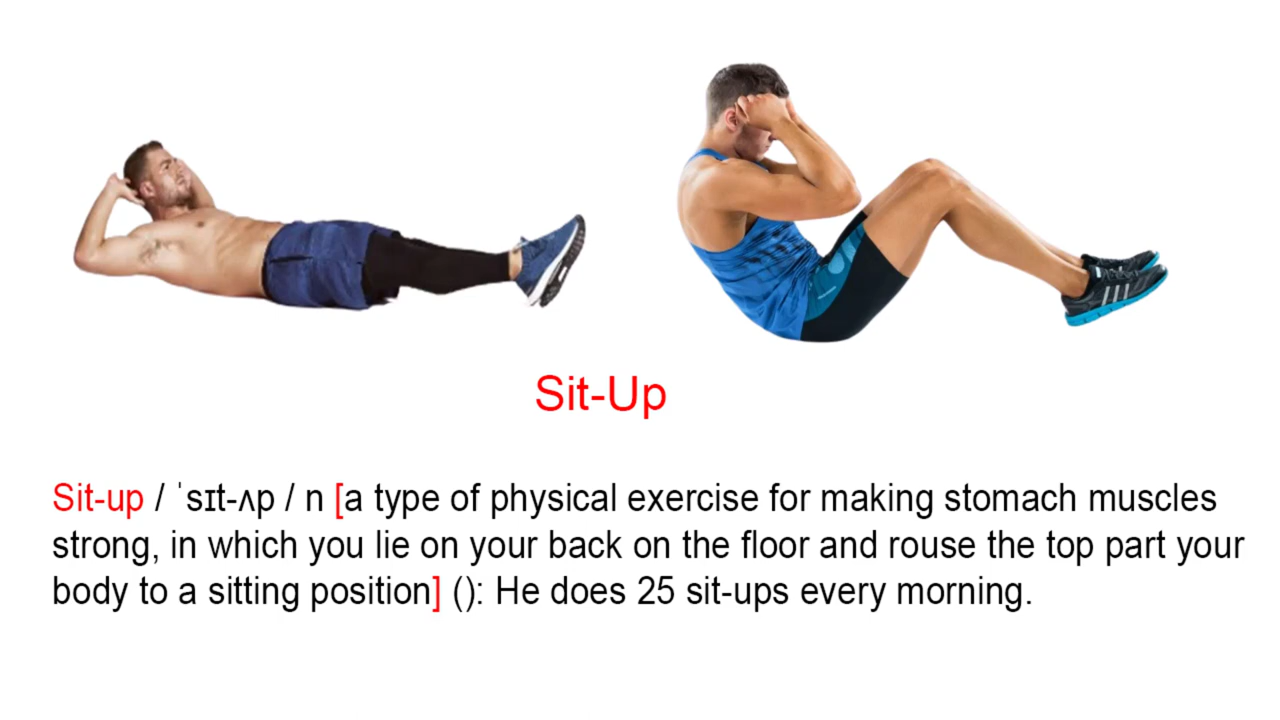 Sit-Up
Sit-up / ˈsɪt-ʌp / n [a type of physical exercise for making stomach muscles
strong, in which you lie on your back on the floor and rouse the top part your
body to a sitting position] (): He does 25 sit-ups every morning.